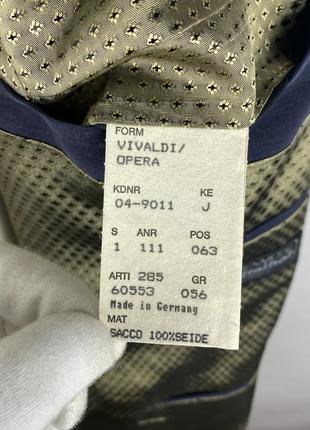 FORM
VIVALDI/
OPERA
KDNR KE
04-9011 J
S ANR POS
1 111 063
ARTI 285 GR
60553 056
Made in Germany
MAT
SACCO 100%SEIDE